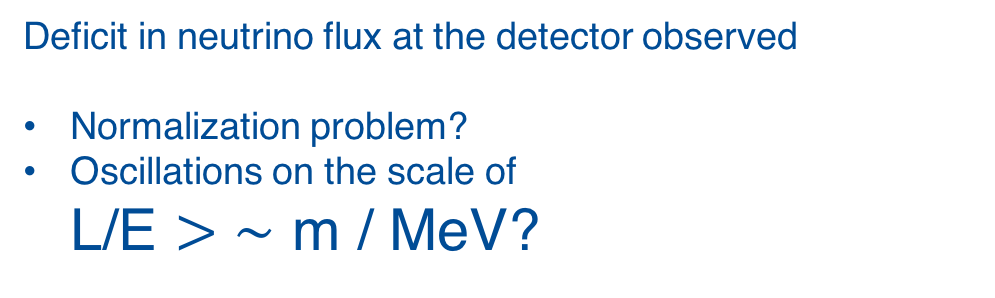 Deficit in neutrino flux at the detector observed
• Normalization problem?
• Oscillations on the scale of
L/E > ~ m / MeV?